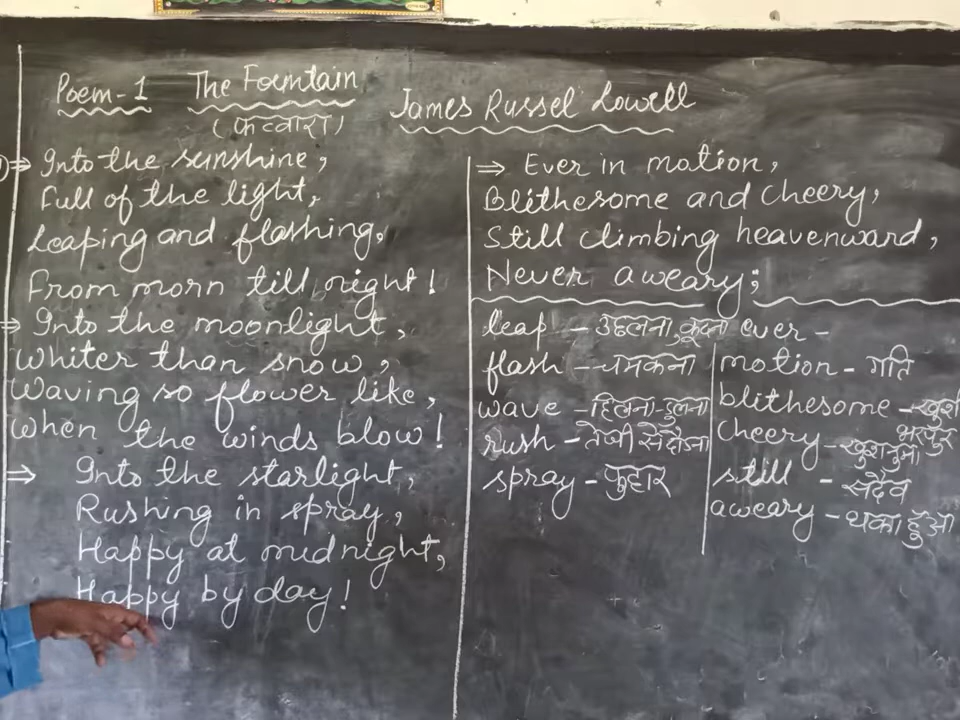 Poem-1 The Fountain James Russel Lowell
(फव्वारा)
⇒ Into the sunshine,
Full of the light,
Leaping and flashing,
From morn till night!
⇒ Into the moonlight,
Whiter than snow,
Waving so flower like,
When the winds blow!
⇒ Into the starlight,
Rushing in spray,
Happy at midnight,
Happy by day!
⇒ Ever in motion,
Blithesome and Cheery,
Still climbing heavenward,
Never aweary;
leap - उछलना, कूदना
flash - चमकना
wave - हिलना-डुलना
rush - तेजी से दौड़ना
spray - फुहार
ever -
motion - गति
blithesome - खुशी
भरपूर
Cheery - खुशनुमा
still - सदैव
aweary - थका हुआ